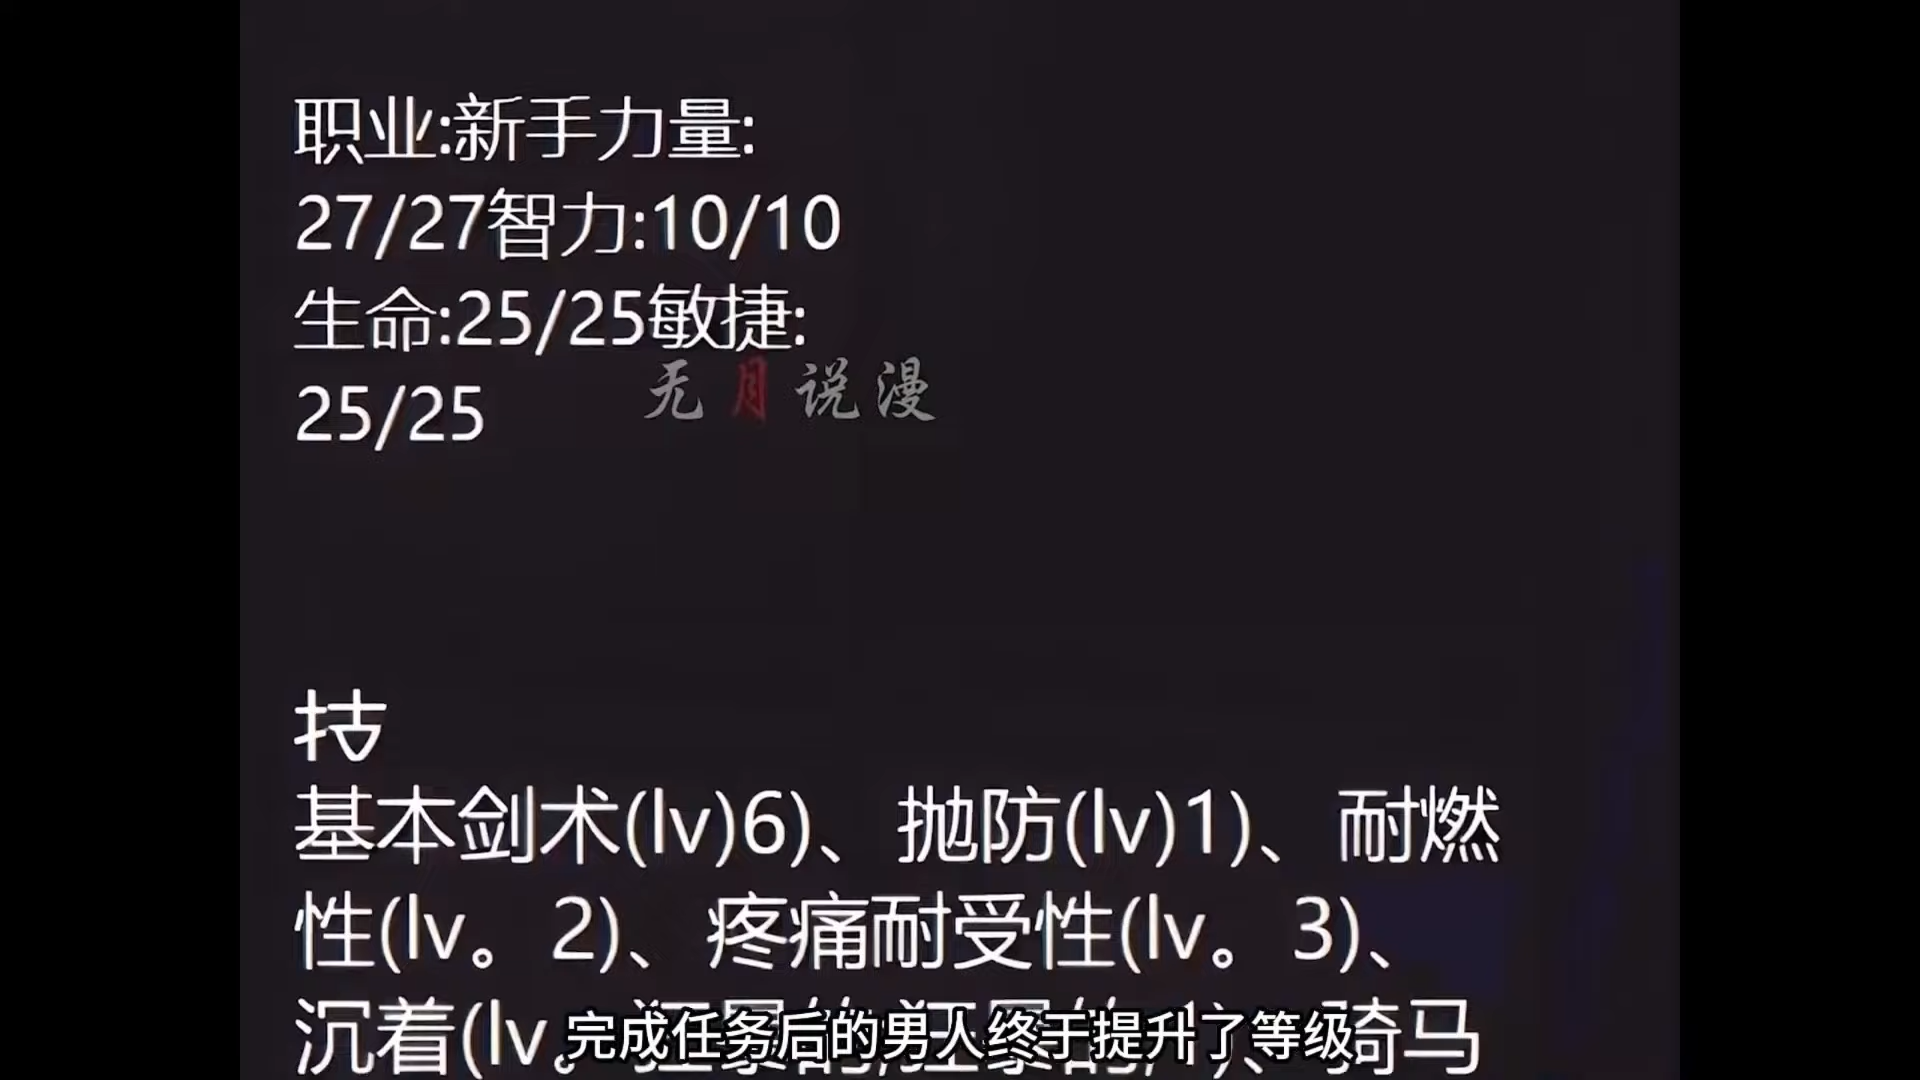 职业:新手力量:
27/27智力:10/10
生命:25/25敏捷:
无月说漫
25/25
技
基本剑术(lv)6)、抛防(lv)1)、耐燃
性(lv。2)、疼痛耐受性(lv。3)、
沉着(lv。骑马
完成任务后的男人终于提升了等级